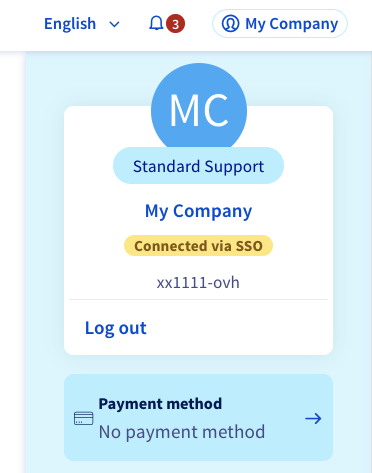 English
3
My Company
MC
Standard Support
My Company
Connected via SSO
xx1111-ovh
Log out
Payment method
No payment method